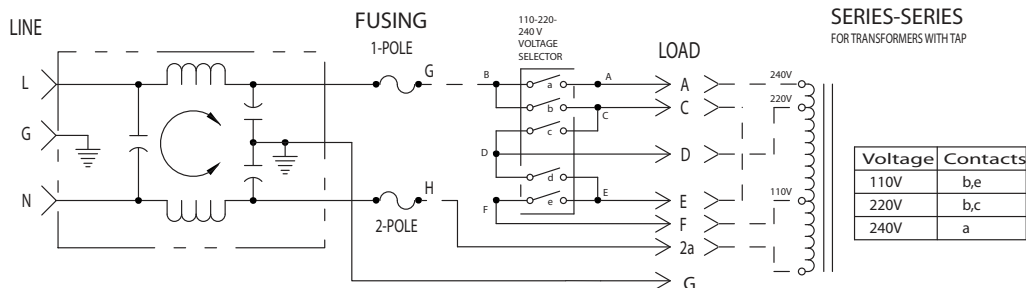 LINE
FUSING
1-POLE
110-220-
240 V
VOLTAGE
SELECTOR
LOAD
SERIES-SERIES
FOR TRANSFORMERS WITH TAP
L
G
B
a
A
A
240V
b
C
C
220V
G
c
D
D
Voltage Contacts
110V b,e
220V b,c
240V a
d
N
H
e
E
E
110V
2-POLE
F
F
2a
G